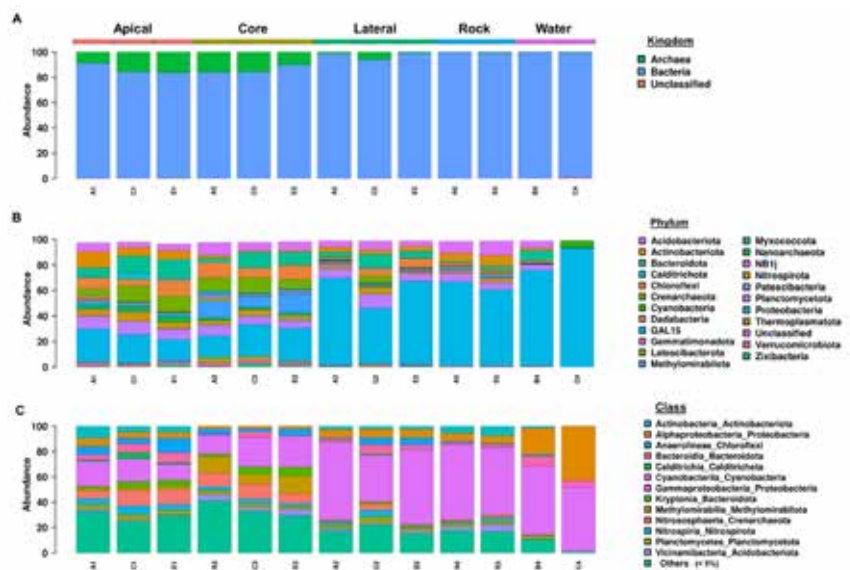 A
Apical Core Lateral Rock Water
Abundance
100
80
60
40
20
0
Kingdom
Archaea
Bacteria
Unclassified
B
Abundance
100
80
60
40
20
0
Phylum
Acidobacteriota
Actinobacteriota
Bacteroidota
Calditrichota
Chloroflexi
Crenarchaeota
Cyanobacteria
Dadabacteria
GAL15
Gemmatimonadota
Latescibacterota
Methylomirabilota
Myxococcota
Nanoarchaeota
NB1j
Nitrospirota
Patescibacteria
Planctomycetota
Proteobacteria
Thermoplasmatota
Unclassified
Verrucomicrobiota
Zixibacteria
C
Abundance
100
80
60
40
20
0
Class
Actinobacteria_Actinobacteriota
Alphaproteobacteria_Proteobacteria
Anaerolineae_Chloroflexi
Bacteroidia_Bacteroidota
Calditrichia_Calditrichota
Cyanobacteriia_Cyanobacteria
Gammaproteobacteria_Proteobacteria
Kryptonia_Bacteroidota
Methylomirabilia_Methylomirabilota
Nitrososphaeria_Crenarchaeota
Nitrospiria_Nitrospirota
Planctomycetes_Planctomycetota
Vicinamibacteria_Acidobacteriota
Others (< 1%)